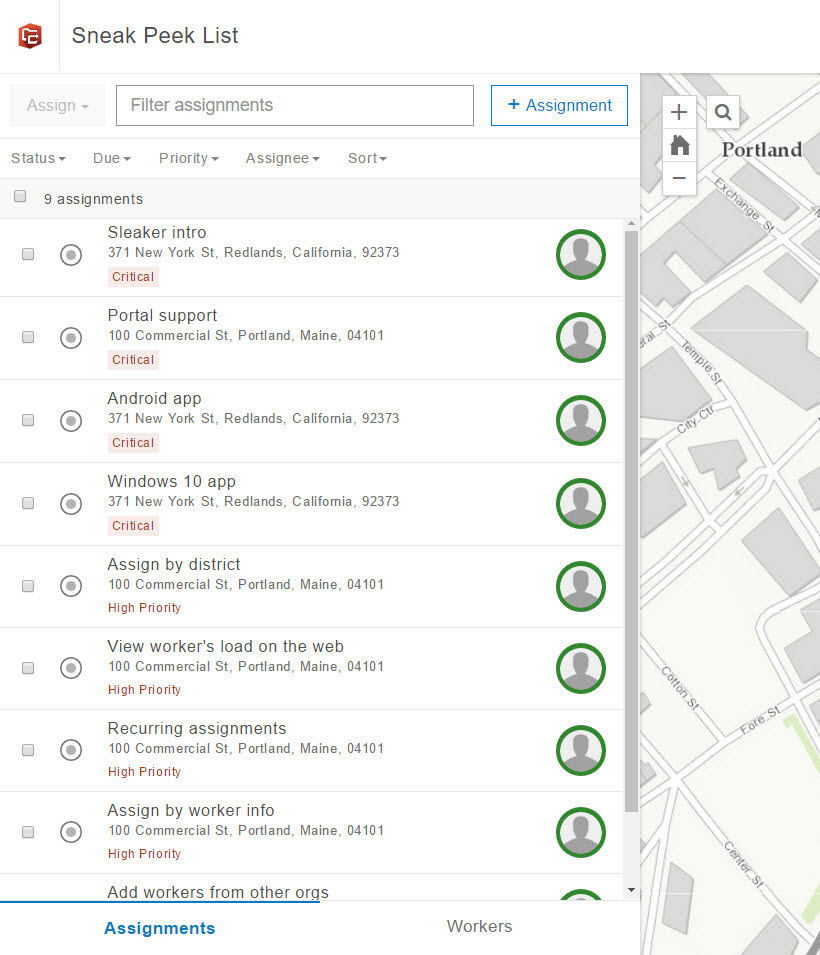 Sneak Peek List
Assign
Filter assignments
+ Assignment
Status
Due
Priority
Assignee
Sort
9 assignments
Sleaker intro
371 New York St, Redlands, California, 92373
Critical
Portal support
100 Commercial St, Portland, Maine, 04101
Critical
Android app
371 New York St, Redlands, California, 92373
Critical
Windows 10 app
371 New York St, Redlands, California, 92373
Critical
Assign by district
100 Commercial St, Portland, Maine, 04101
High Priority
View worker's load on the web
100 Commercial St, Portland, Maine, 04101
High Priority
Recurring assignments
100 Commercial St, Portland, Maine, 04101
High Priority
Assign by worker info
100 Commercial St, Portland, Maine, 04101
High Priority
Add workers from other orgs
Assignments
Workers
+
−
Portland
Exchange St
ral St
Temple St
City Ctr
Cotton St
Fore St
Center St